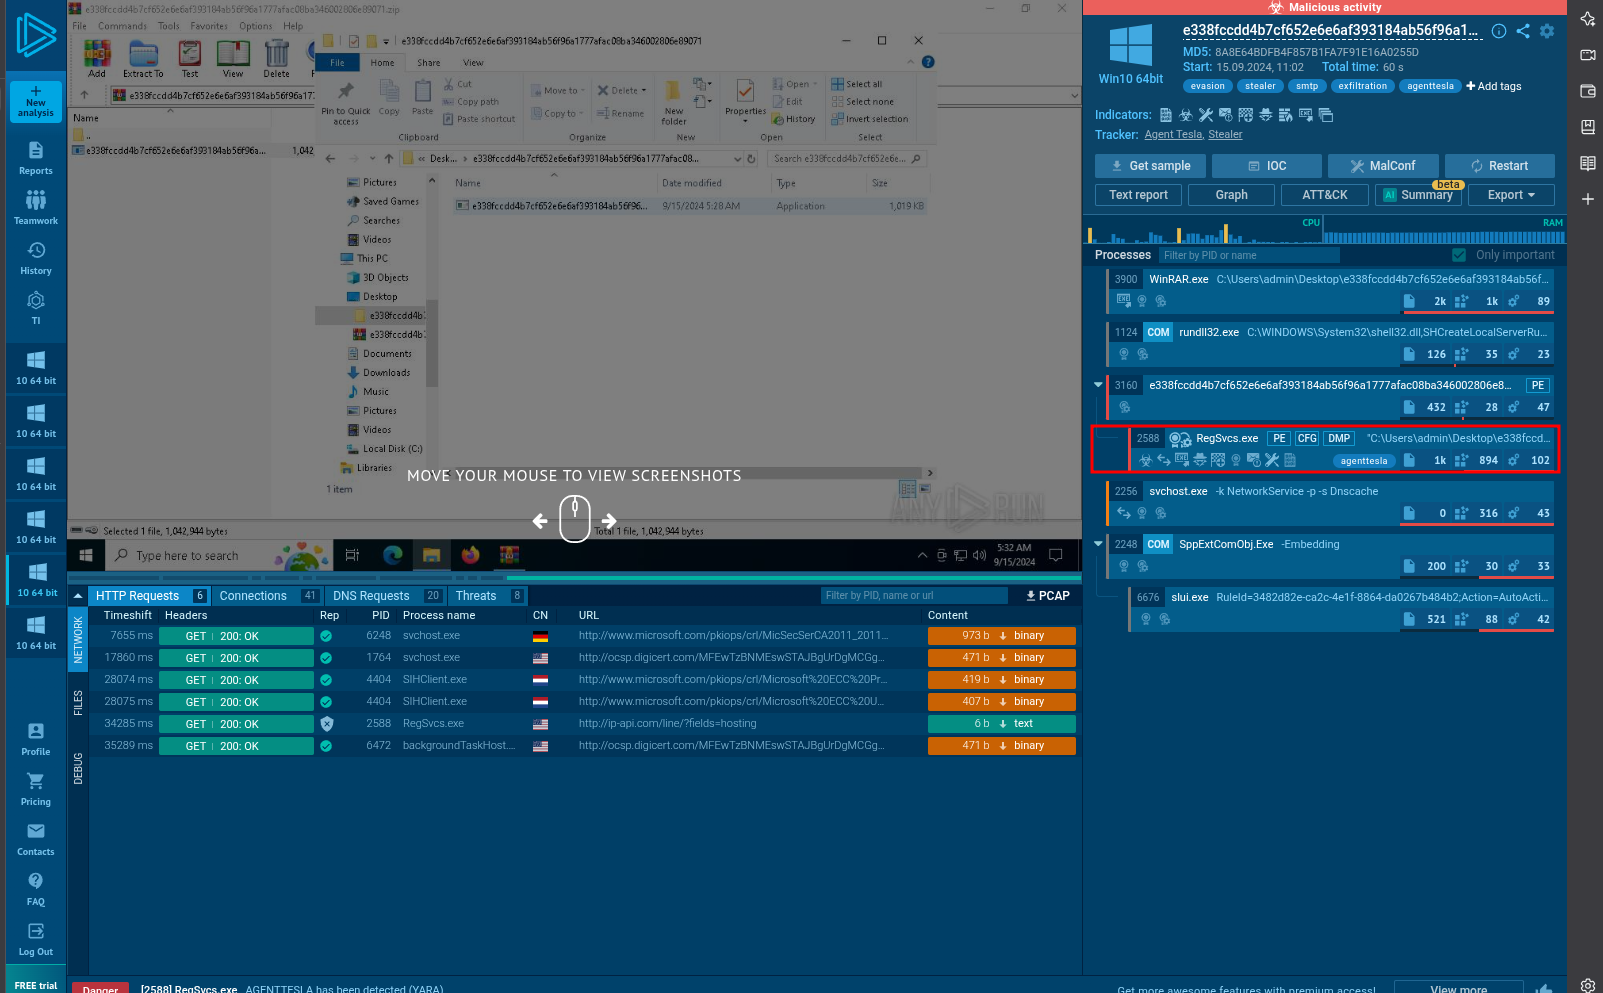 New
analysis
Reports
Teamwork
History
TI
10 64 bit
10 64 bit
10 64 bit
10 64 bit
10 64 bit
10 64 bit
Profile
Pricing
Contacts
FAQ
Log Out
FREE trial
e338fccdd4b7cf652e6e6af393184ab56f96a1777afac08ba346002806e89071.zip
File Commands Tools Favorites Options Help
Add Extract To Test View Delete
e338fccdd4b7cf652e6e6af393184ab56f96a177
Name
..
e338fccdd4b7cf652e6e6af393184ab56f96a... 1,042
e338fccdd4b7cf652e6e6af393184ab56f96a1777afac08ba346002806e89071
File Home Share View
Pin to Quick access Copy Paste
Cut
Copy path
Paste shortcut
Clipboard
Move to
Copy to
Delete
Rename
Organize
New folder
New
Properties
Open
Edit
History
Open
Select all
Select none
Invert selection
Select
« Desk... › e338fccdd4b7cf652e6e6af393184ab56f96a1777afac08...
Search e338fccdd4b7cf652e6e6e...
Pictures
Saved Games
Searches
Videos
This PC
3D Objects
Desktop
e338fccdd4b7
e338fccdd4b7
Documents
Downloads
Music
Pictures
Videos
Local Disk (C:)
Libraries
Name Date modified Type Size
e338fccdd4b7cf652e6e6af393184ab56f96... 9/15/2024 5:28 AM Application 1,019 KB
1 item
MOVE YOUR MOUSE TO VIEW SCREENSHOTS
ANY RUN
Selected 1 file, 1,042,944 bytes
Total 1 file, 1,042,944 bytes
Type here to search
5:32 AM
9/15/2024
HTTP Requests 6 Connections 41 DNS Requests 20 Threats 8
Filter by PID, name or url
PCAP
NETWORK
FILES
DEBUG
Timeshift Headers Rep PID Process name CN URL Content
7655 ms GET 200: OK 6248 svchost.exe http://www.microsoft.com/pkiops/crl/MicSecSerCA2011_2011... 973 b binary
17860 ms GET 200: OK 1764 svchost.exe http://ocsp.digicert.com/MFEwTzBNMEswSTAJBgUrDgMCGg... 471 b binary
28074 ms GET 200: OK 4404 SIHClient.exe http://www.microsoft.com/pkiops/crl/Microsoft%20ECC%20Pr... 419 b binary
28075 ms GET 200: OK 4404 SIHClient.exe http://www.microsoft.com/pkiops/crl/Microsoft%20ECC%20U... 407 b binary
34285 ms GET 200: OK 2588 RegSvcs.exe http://ip-api.com/line/?fields=hosting 6 b text
35289 ms GET 200: OK 6472 backgroundTaskHost.... http://ocsp.digicert.com/MFEwTzBNMEswSTAJBgUrDgMCGg... 471 b binary
Danger [2588] RegSvcs.exe AGENTTESLA has been detected (YARA)
Malicious activity
Win10 64bit
e338fccdd4b7cf652e6e6af393184ab56f96a1...
MD5: 8A8E64BDFB4F857B1FA7F91E16A0255D
Start: 15.09.2024, 11:02 Total time: 60 s
evasion stealer smtp exfiltration agenttesla Add tags
Indicators:
Tracker: Agent Tesla, Stealer
Get sample IOC MalConf Restart
Text report Graph ATT&CK AI Summary beta Export
CPU RAM
Processes Filter by PID or name Only important
3900 WinRAR.exe C:\Users\admin\Desktop\e338fccdd4b7cf652e6e6af393184ab56f...
2k 1k 89
1124 COM rundll32.exe C:\WINDOWS\System32\shell32.dll,SHCreateLocalServerRu...
126 35 23
3160 e338fccdd4b7cf652e6e6af393184ab56f96a1777afac08ba346002806e8... PE
432 28 47
2588 RegSvcs.exe PE CFG DMP "C:\Users\admin\Desktop\e338fccd...
agenttesla 1k 894 102
2256 svchost.exe -k NetworkService -p -s Dnscache
0 316 43
2248 COM SppExtComObj.Exe -Embedding
200 30 33
6676 slui.exe RuleId=3482d82e-ca2c-4e1f-8864-da0267b484b2;Action=AutoActi...
521 88 42
Get more awesome features with premium access! View more